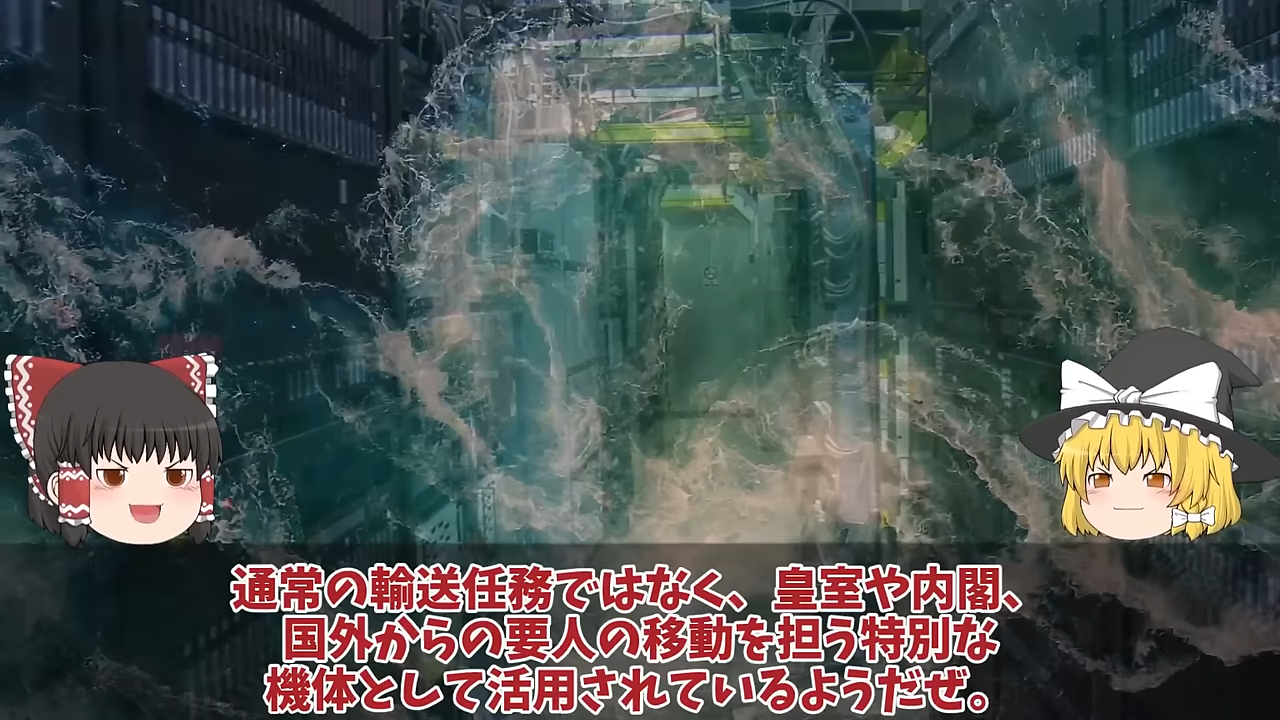 通常の輸送任務ではなく、皇室や内閣、
国外からの要人の移動を担う特別な
機体として活用されているようだぜ。